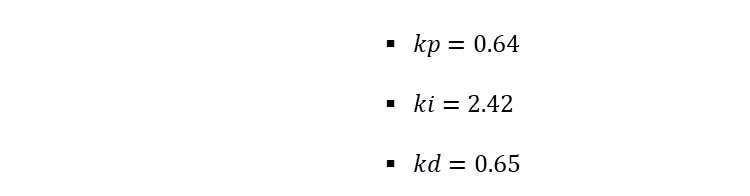 ▪ kp = 0.64
▪ ki = 2.42
▪ kd = 0.65